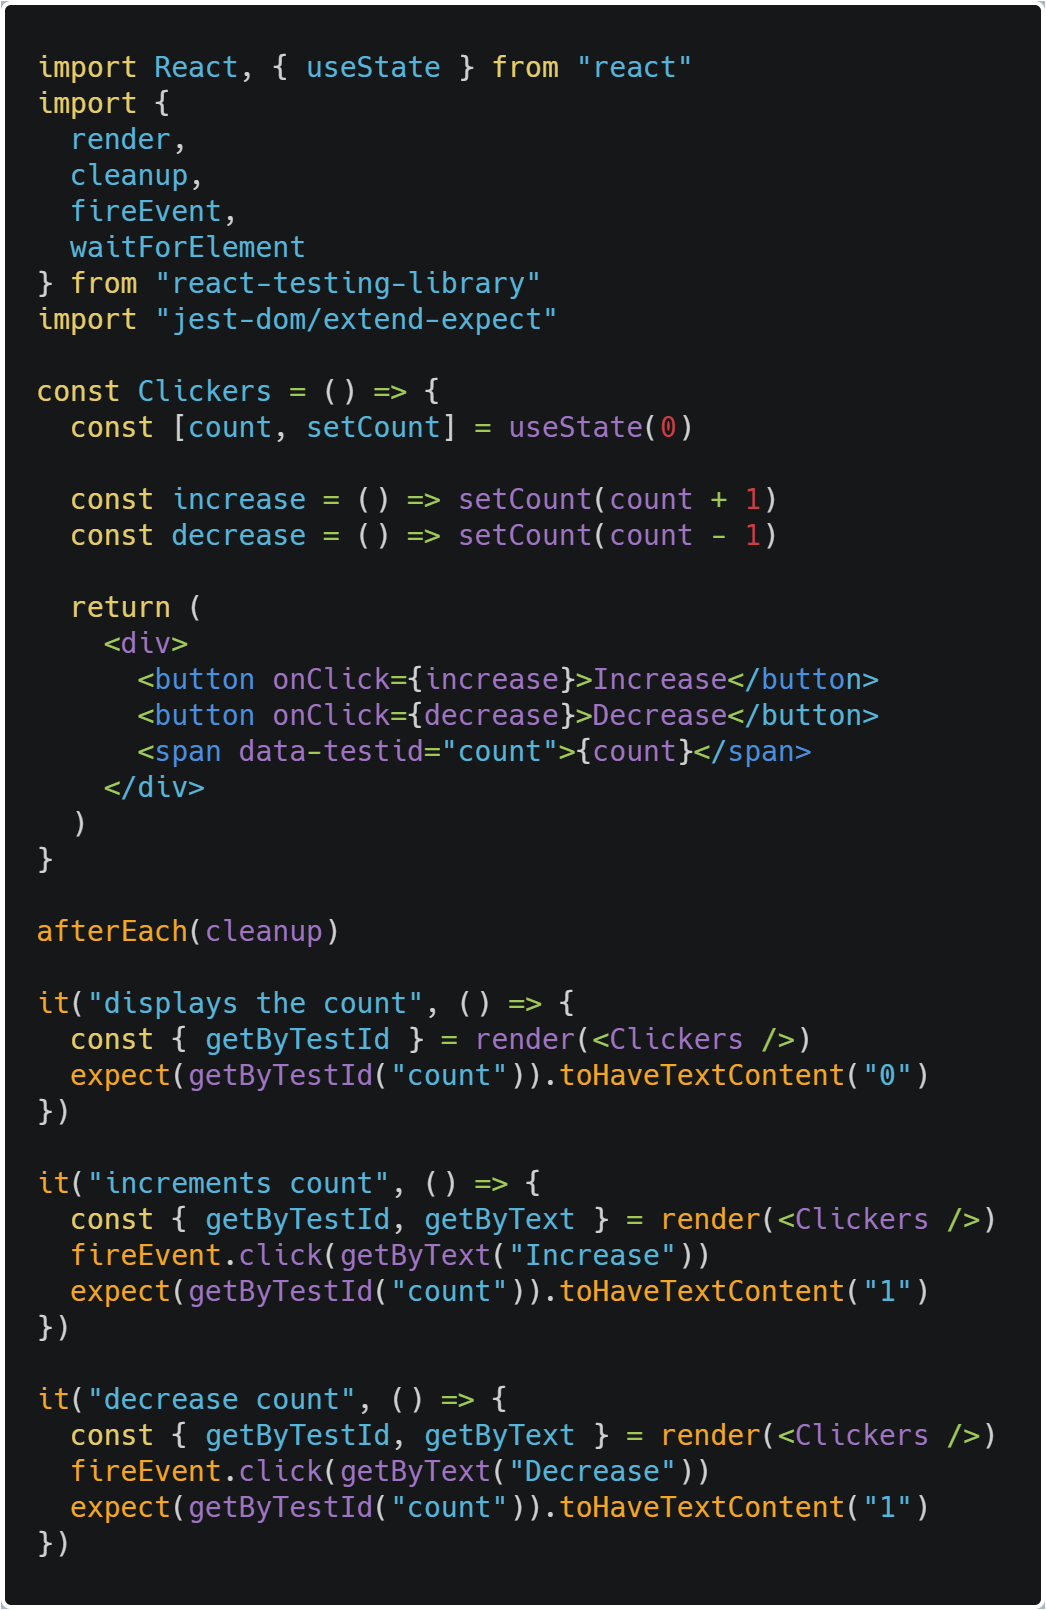 import React, { useState } from "react"
import {
  render,
  cleanup,
  fireEvent,
  waitForElement
} from "react-testing-library"
import "jest-dom/extend-expect"

const Clickers = () => {
  const [count, setCount] = useState(0)

  const increase = () => setCount(count + 1)
  const decrease = () => setCount(count - 1)

  return (
    <div>
      <button onClick={increase}>Increase</button>
      <button onClick={decrease}>Decrease</button>
      <span data-testid="count">{count}</span>
    </div>
  )
}

afterEach(cleanup)

it("displays the count", () => {
  const { getByTestId } = render(<Clickers />)
  expect(getByTestId("count")).toHaveTextContent("0")
})

it("increments count", () => {
  const { getByTestId, getByText } = render(<Clickers />)
  fireEvent.click(getByText("Increase"))
  expect(getByTestId("count")).toHaveTextContent("1")
})

it("decrease count", () => {
  const { getByTestId, getByText } = render(<Clickers />)
  fireEvent.click(getByText("Decrease"))
  expect(getByTestId("count")).toHaveTextContent("1")
})